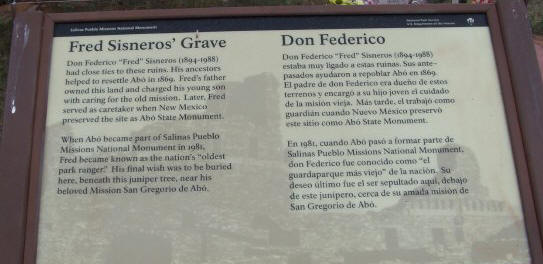 Salinas Pueblo Missions National Monument
National Park Service
U.S. Department of the Interior
Fred Sisneros' Grave
Don Federico "Fred" Sisneros (1894-1988)
had close ties to these ruins. His ancestors
helped to resettle Abó in 1869. Fred's father
owned this land and charged his young son
with caring for the old mission. Later, Fred
served as caretaker when New Mexico
preserved the site as Abó State Monument.
When Abó became part of Salinas Pueblo
Missions National Monument in 1981,
Fred became known as the nation's "oldest
park ranger." His final wish was to be buried
here, beneath this juniper tree, near his
beloved Mission San Gregorio de Abó.
Don Federico
Don Federico "Fred" Sisneros (1894-1988)
estaba muy ligado a estas ruinas. Sus ante-
pasados ayudaron a repoblar Abó en 1869.
El padre de don Federico era dueño de estos
terrenos y encargó a su hijo joven el cuidado
de la misión vieja. Más tarde, el trabajó como
guardián cuando Nuevo México preservó
este sitio como Abó State Monument.
En 1981, cuando Abó pasó a formar parte de
Salinas Pueblo Missions National Monument,
don Federico fue conocido como "el
guardaparque más viejo" de la nación. Su
deseo último fue el ser sepultado aquí, debajo
de este junípero, cerca de su amada misión de
San Gregorio de Abó.